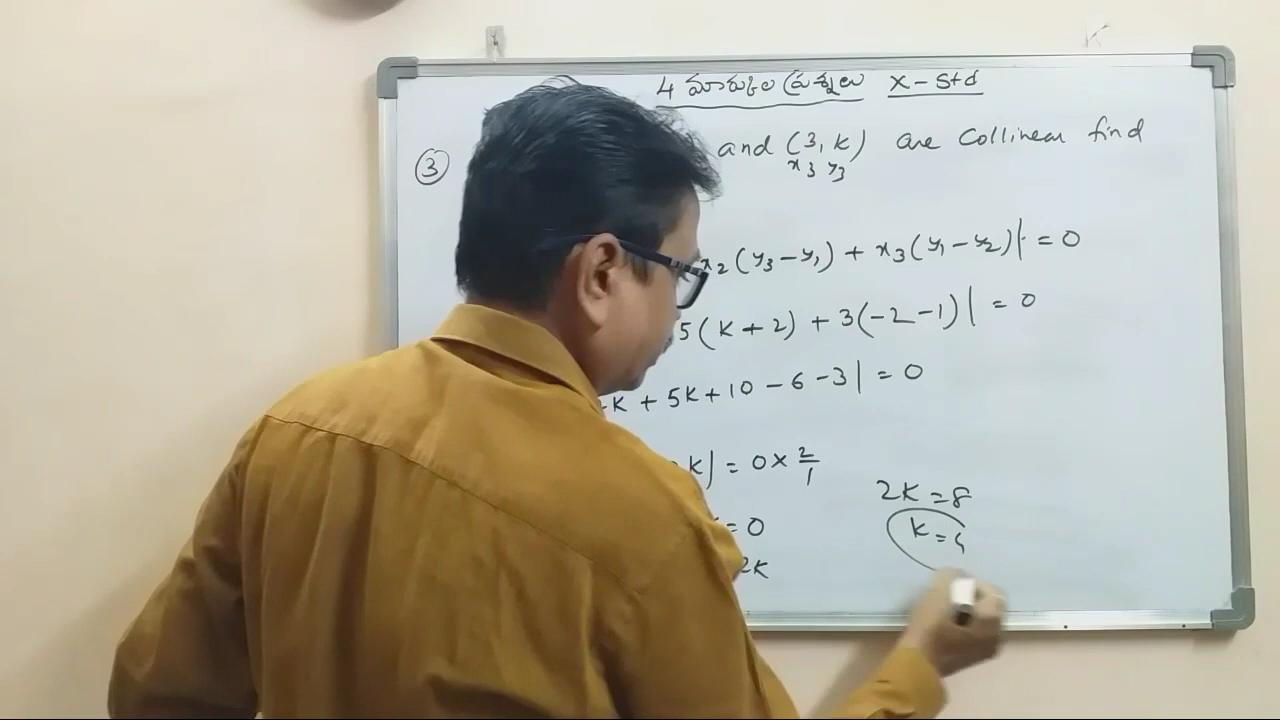 4 మార్కుల ప్రశ్నలు X - Std
③ and (3, k) are Collinear find
x3 y3
x2 (y3 - y1) + x3 (y1 - y2)| = 0
5(k + 2) + 3(-2 - 1)| = 0
k + 5k + 10 - 6 - 3| = 0
k| = 0 × 2/1
= 0
2k
2k = 8
k = 4